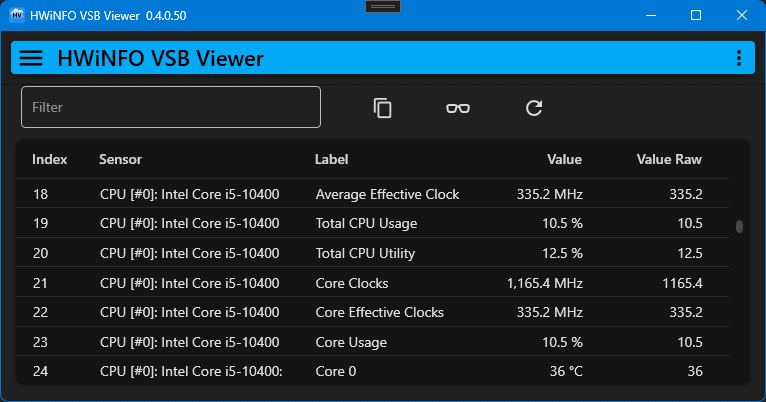 HV HWiNFO VSB Viewer 0.4.0.50
HWiNFO VSB Viewer
Filter
Index Sensor Label Value Value Raw
18 CPU [#0]: Intel Core i5-10400 Average Effective Clock 335.2 MHz 335.2
19 CPU [#0]: Intel Core i5-10400 Total CPU Usage 10.5 % 10.5
20 CPU [#0]: Intel Core i5-10400 Total CPU Utility 12.5 % 12.5
21 CPU [#0]: Intel Core i5-10400 Core Clocks 1,165.4 MHz 1165.4
22 CPU [#0]: Intel Core i5-10400 Core Effective Clocks 335.2 MHz 335.2
23 CPU [#0]: Intel Core i5-10400 Core Usage 10.5 % 10.5
24 CPU [#0]: Intel Core i5-10400: Core 0 36 °C 36